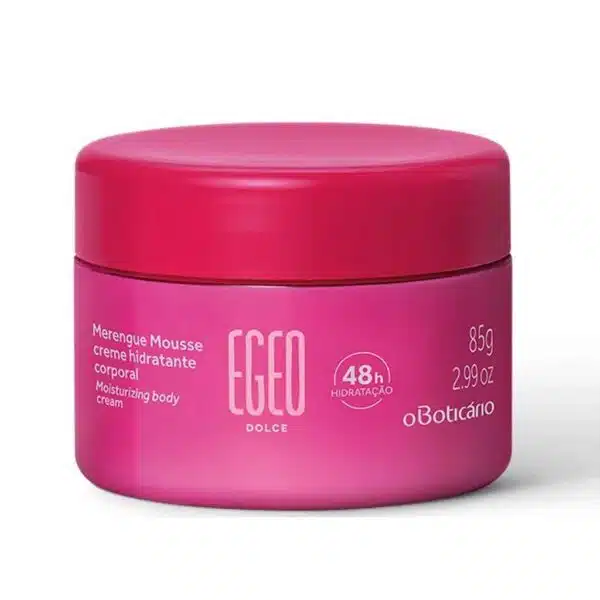 Merengue Mousse
creme hidratante
corporal
Moisturizing body
cream
EGEO
DOLCE
48h
HIDRATAÇÃO
85g
2.99 oz
oBoticário